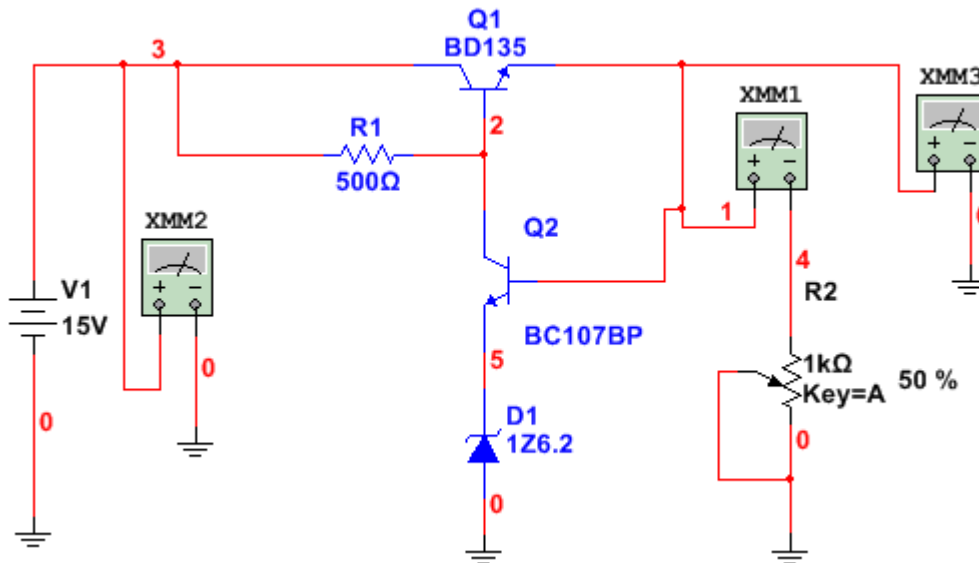 Q1
BD135
3
XMM3
XMM1
2
R1
500Ω
1
XMM2
Q2
4
R2
V1
15V
BC107BP
5
1kΩ
Key=A
50 %
0
0
D1
1Z6.2
0
0